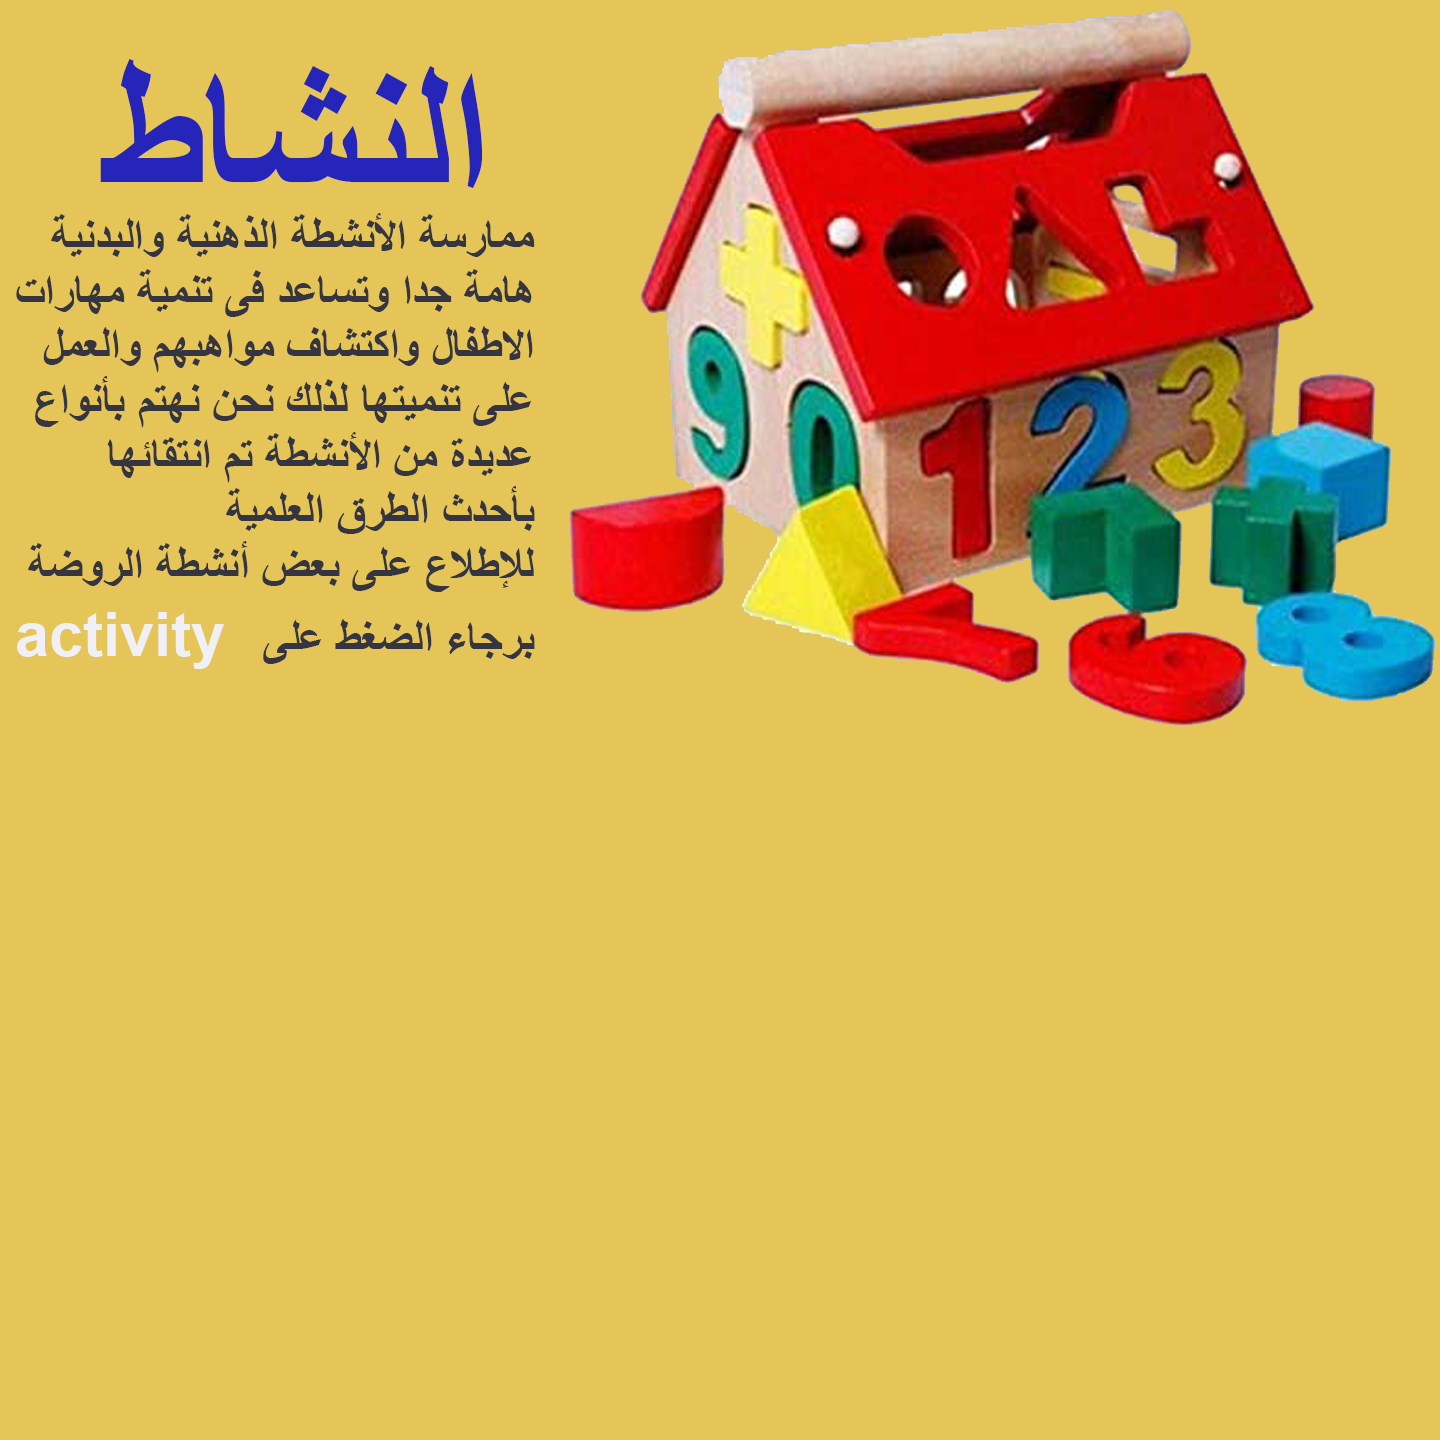 النشاط
ممارسة الأنشطة الذهنية والبدنية
هامة جدا وتساعد فى تنمية مهارات
الاطفال واكتشاف مواهبهم والعمل
على تنميتها لذلك نحن نهتم بأنواع
عديدة من الأنشطة تم انتقائها
بأحدث الطرق العلمية
للإطلاع على بعض أنشطة الروضة
برجاء الضغط على activity
9 0 1 2 3
6 8